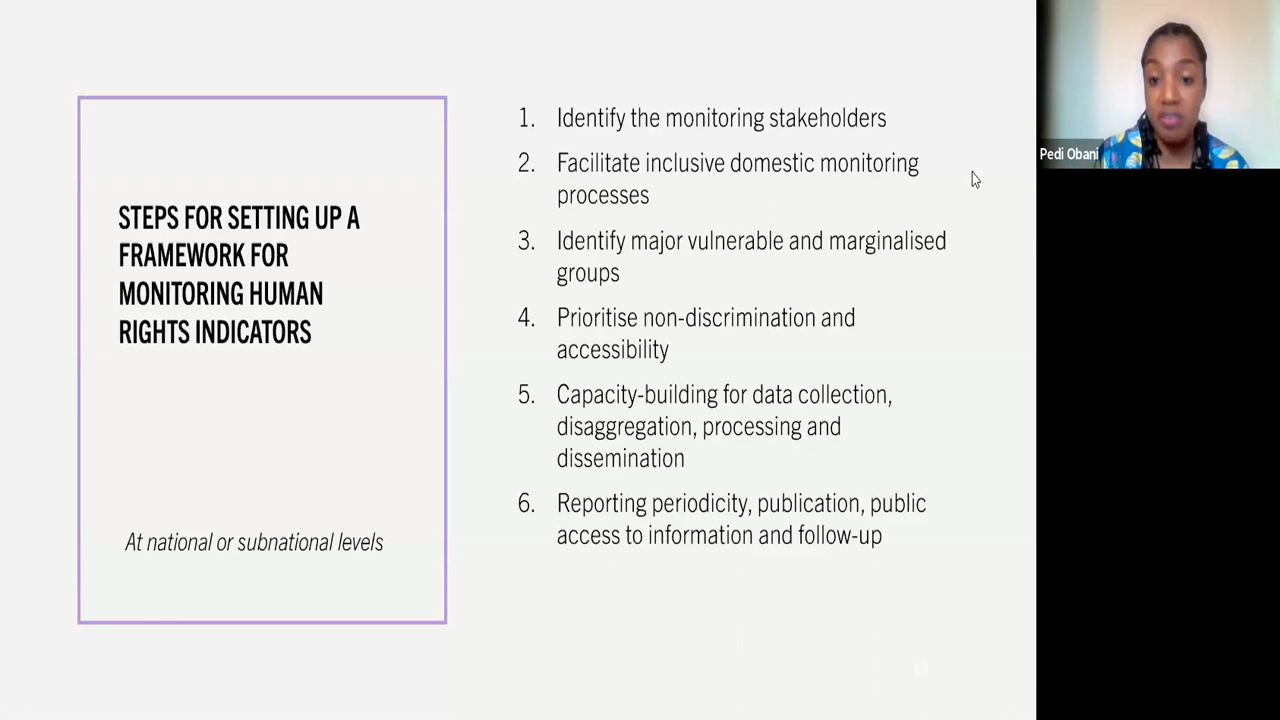 STEPS FOR SETTING UP A
FRAMEWORK FOR
MONITORING HUMAN
RIGHTS INDICATORS
At national or subnational levels
1. Identify the monitoring stakeholders
2. Facilitate inclusive domestic monitoring
processes
3. Identify major vulnerable and marginalised
groups
4. Prioritise non-discrimination and
accessibility
5. Capacity-building for data collection,
disaggregation, processing and
dissemination
6. Reporting periodicity, publication, public
access to information and follow-up
Pedi Obani